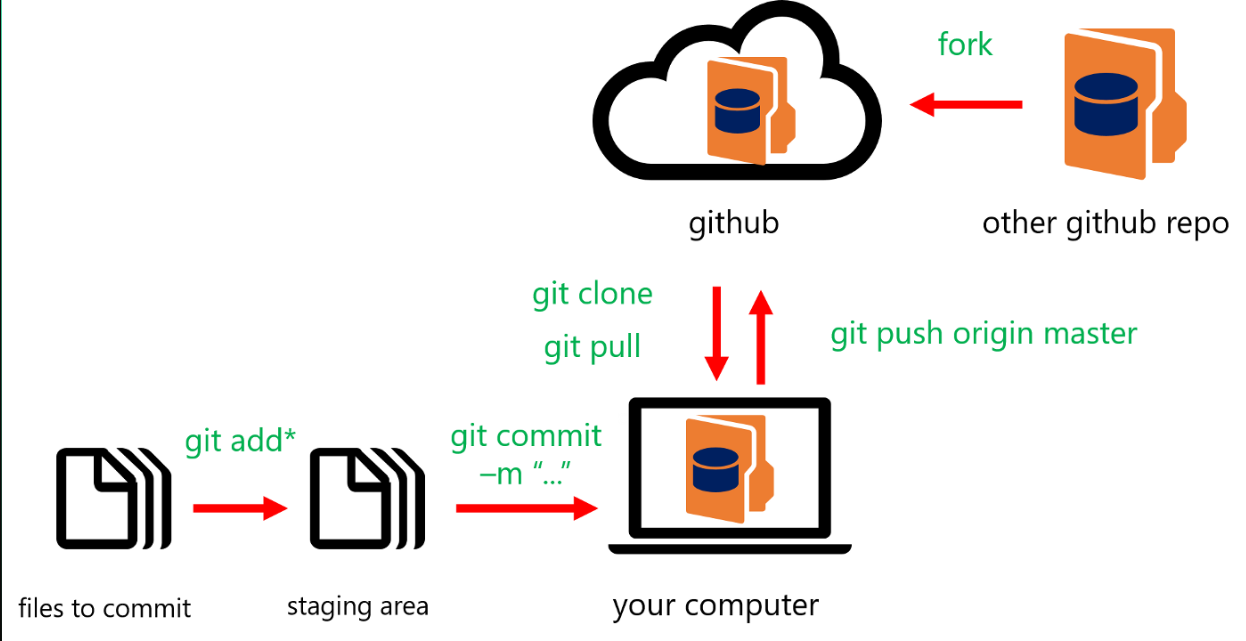 fork
github
other github repo
git clone
git pull
git push origin master
git add*
git commit
–m “...”
files to commit
staging area
your computer